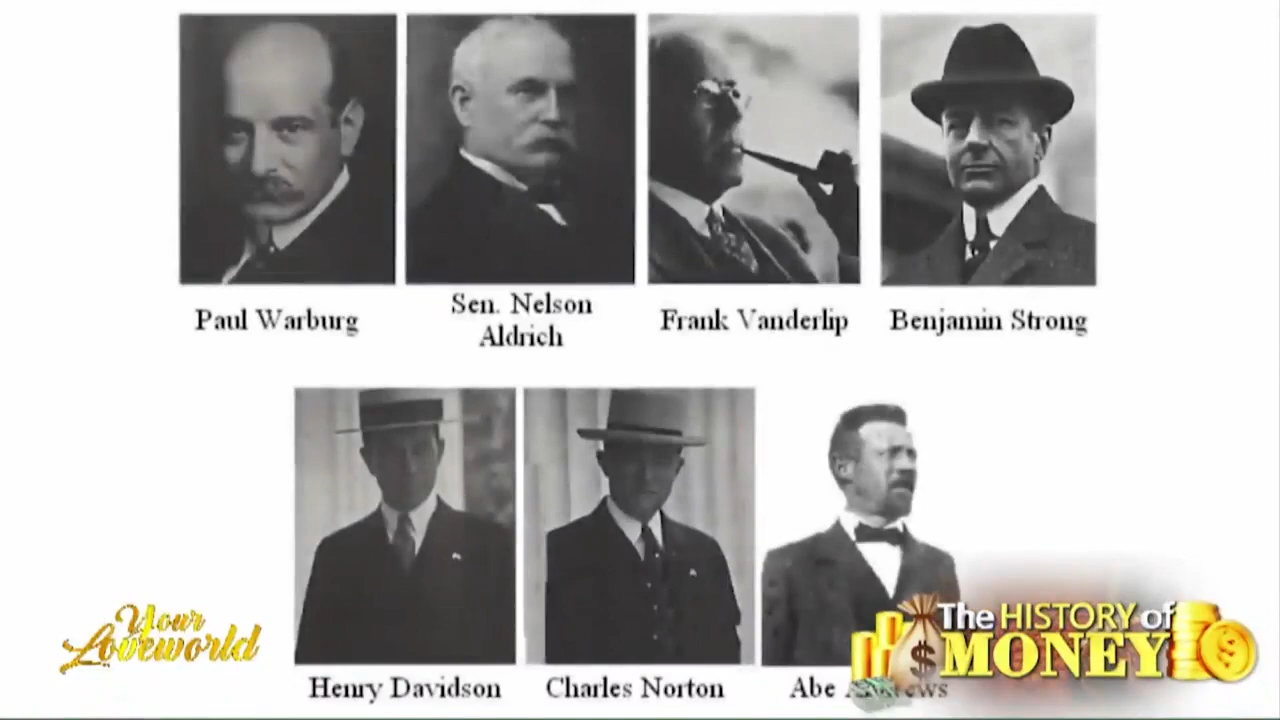 Paul Warburg
Sen. Nelson
Aldrich
Frank Vanderlip
Benjamin Strong
Henry Davidson
Charles Norton
Abe
Your
Loveworld
The HISTORY of
MONEY